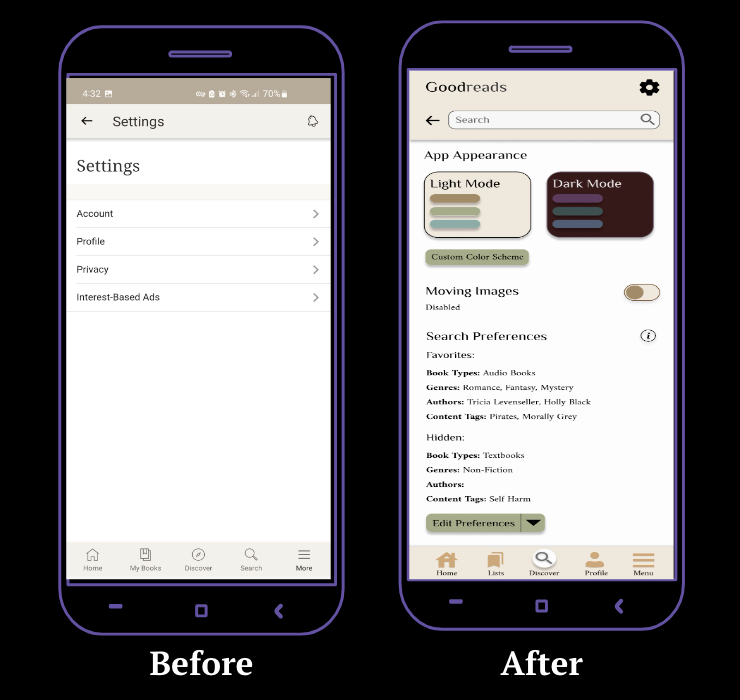 4:32
70%
Settings
Settings
Account
Profile
Privacy
Interest-Based Ads
Home
My Books
Discover
Search
More
Before
Goodreads
Search
App Appearance
Light Mode
Dark Mode
Custom Color Scheme
Moving Images
Disabled
Search Preferences
i
Favorites:
Book Types: Audio Books
Genres: Romance, Fantasy, Mystery
Authors: Tricia Levenseller, Holly Black
Content Tags: Pirates, Morally Grey
Hidden:
Book Types: Textbooks
Genres: Non-Fiction
Authors:
Content Tags: Self Harm
Edit Preferences
Home
Lists
Discover
Profile
Menu
After